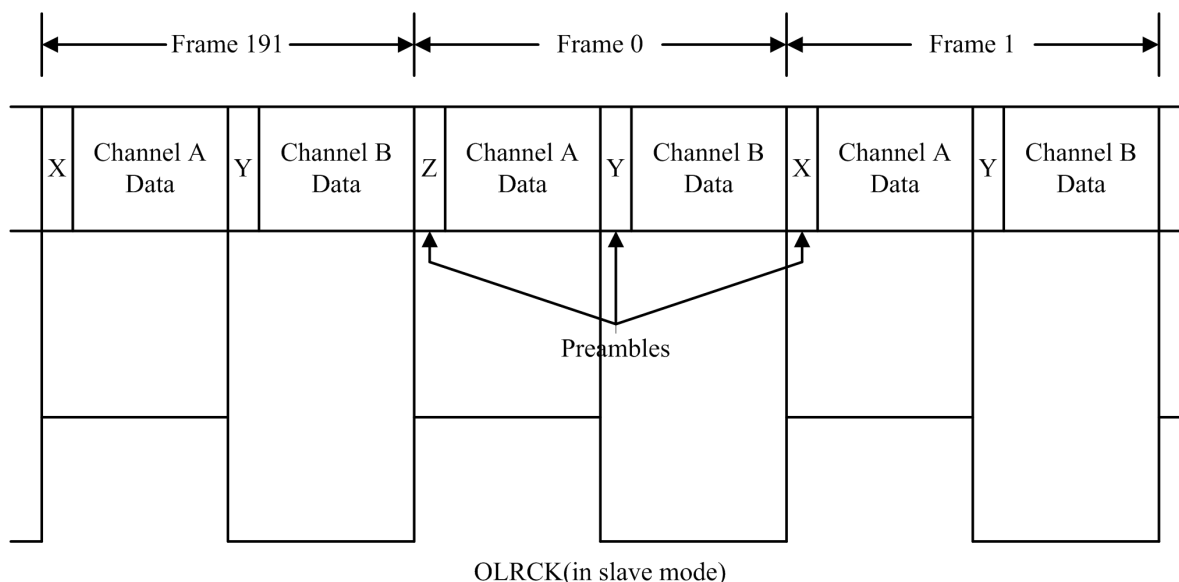 Frame 191
Frame 0
Frame 1
X
Channel A
Data
Y
Channel B
Data
Z
Channel A
Data
Y
Channel B
Data
X
Channel A
Data
Y
Channel B
Data
Preambles
OLRCK(in slave mode)